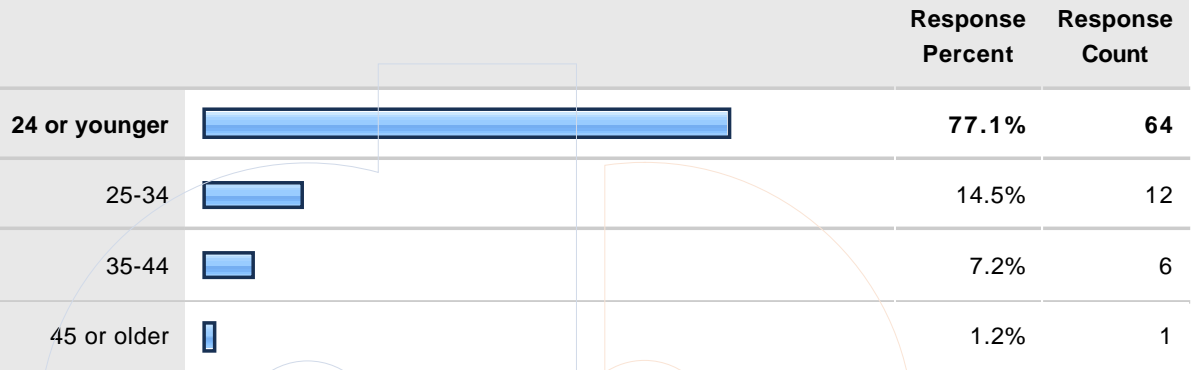 Response Response
Percent Count
24 or younger 77.1% 64
25-34 14.5% 12
35-44 7.2% 6
45 or older 1.2% 1